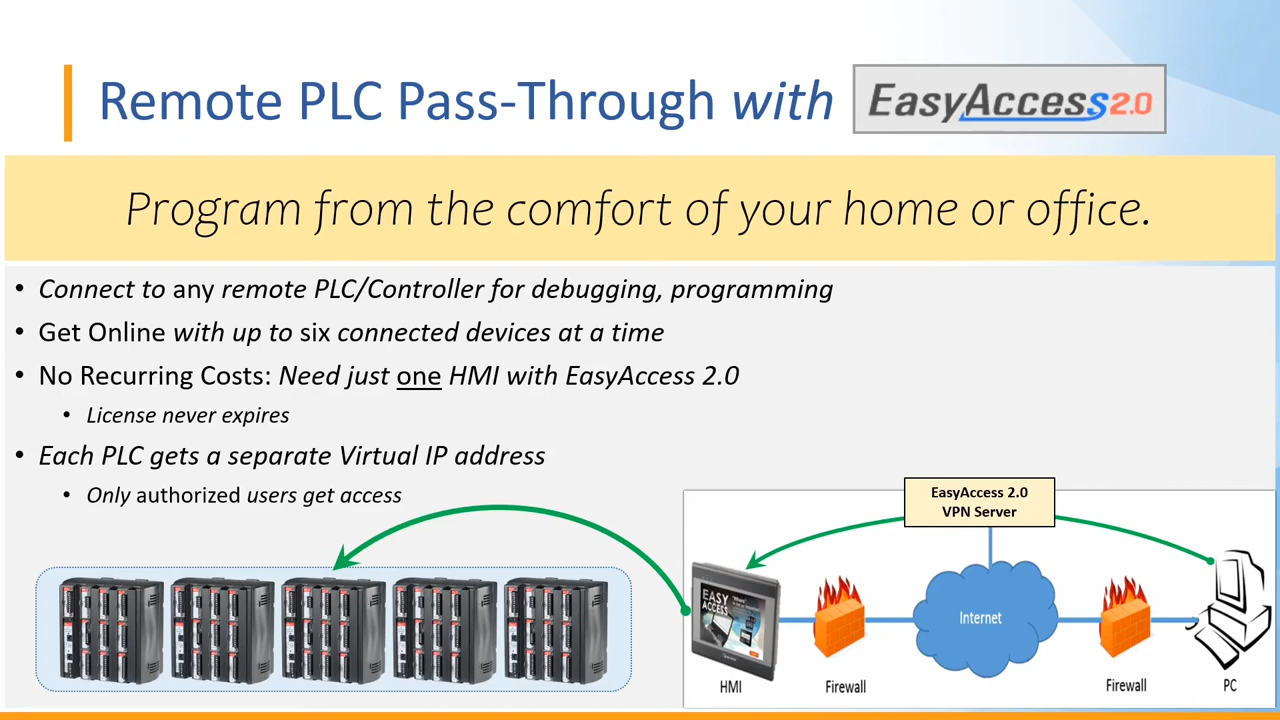 Remote PLC Pass-Through with EasyAccess2.0
Program from the comfort of your home or office.
• Connect to any remote PLC/Controller for debugging, programming
• Get Online with up to six connected devices at a time
• No Recurring Costs: Need just one HMI with EasyAccess 2.0
• License never expires
• Each PLC gets a separate Virtual IP address
• Only authorized users get access
EasyAccess 2.0
VPN Server
EASY
ACCESS
Internet
HMI
Firewall
Firewall
PC